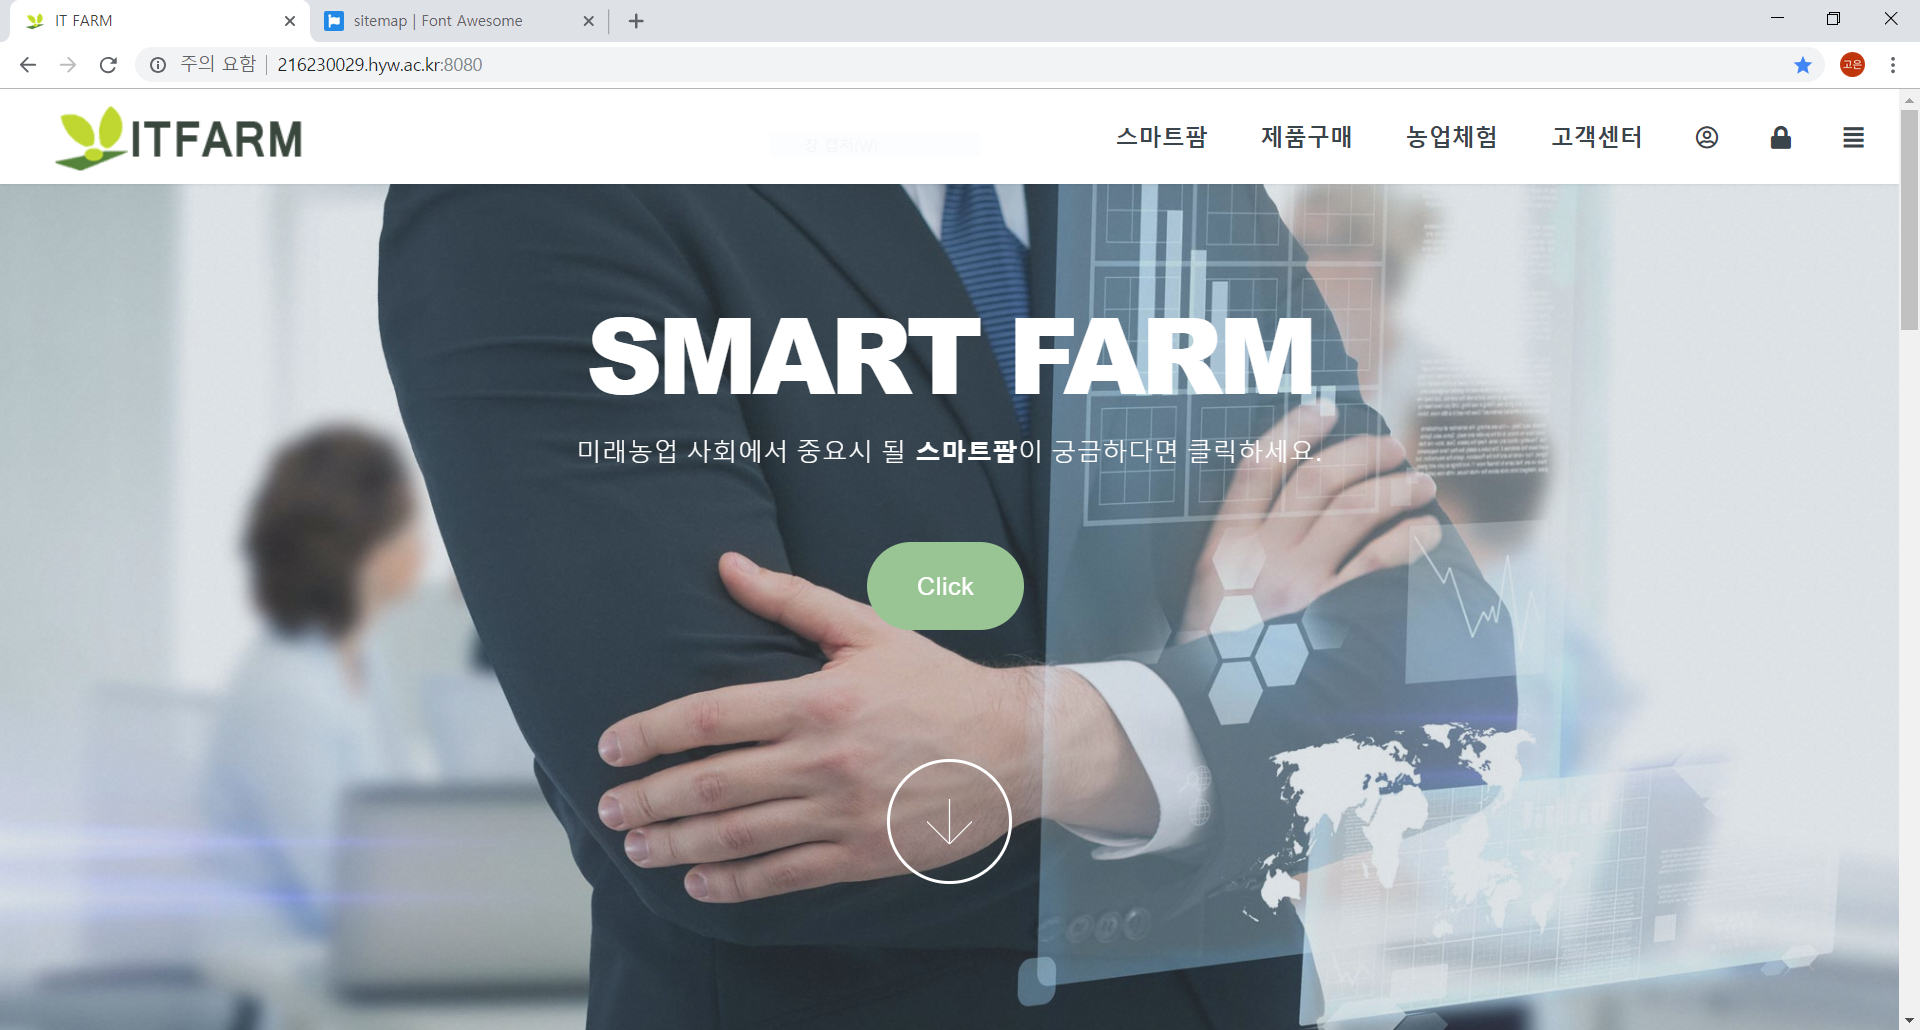 IT FARM
sitemap | Font Awesome
주의 요함
216230029.hyw.ac.kr:8080
고은
ITFARM
스마트팜
제품구매
농업체험
고객센터
SMART FARM
미래농업 사회에서 중요시 될 스마트팜이 궁금하다면 클릭하세요.
Click